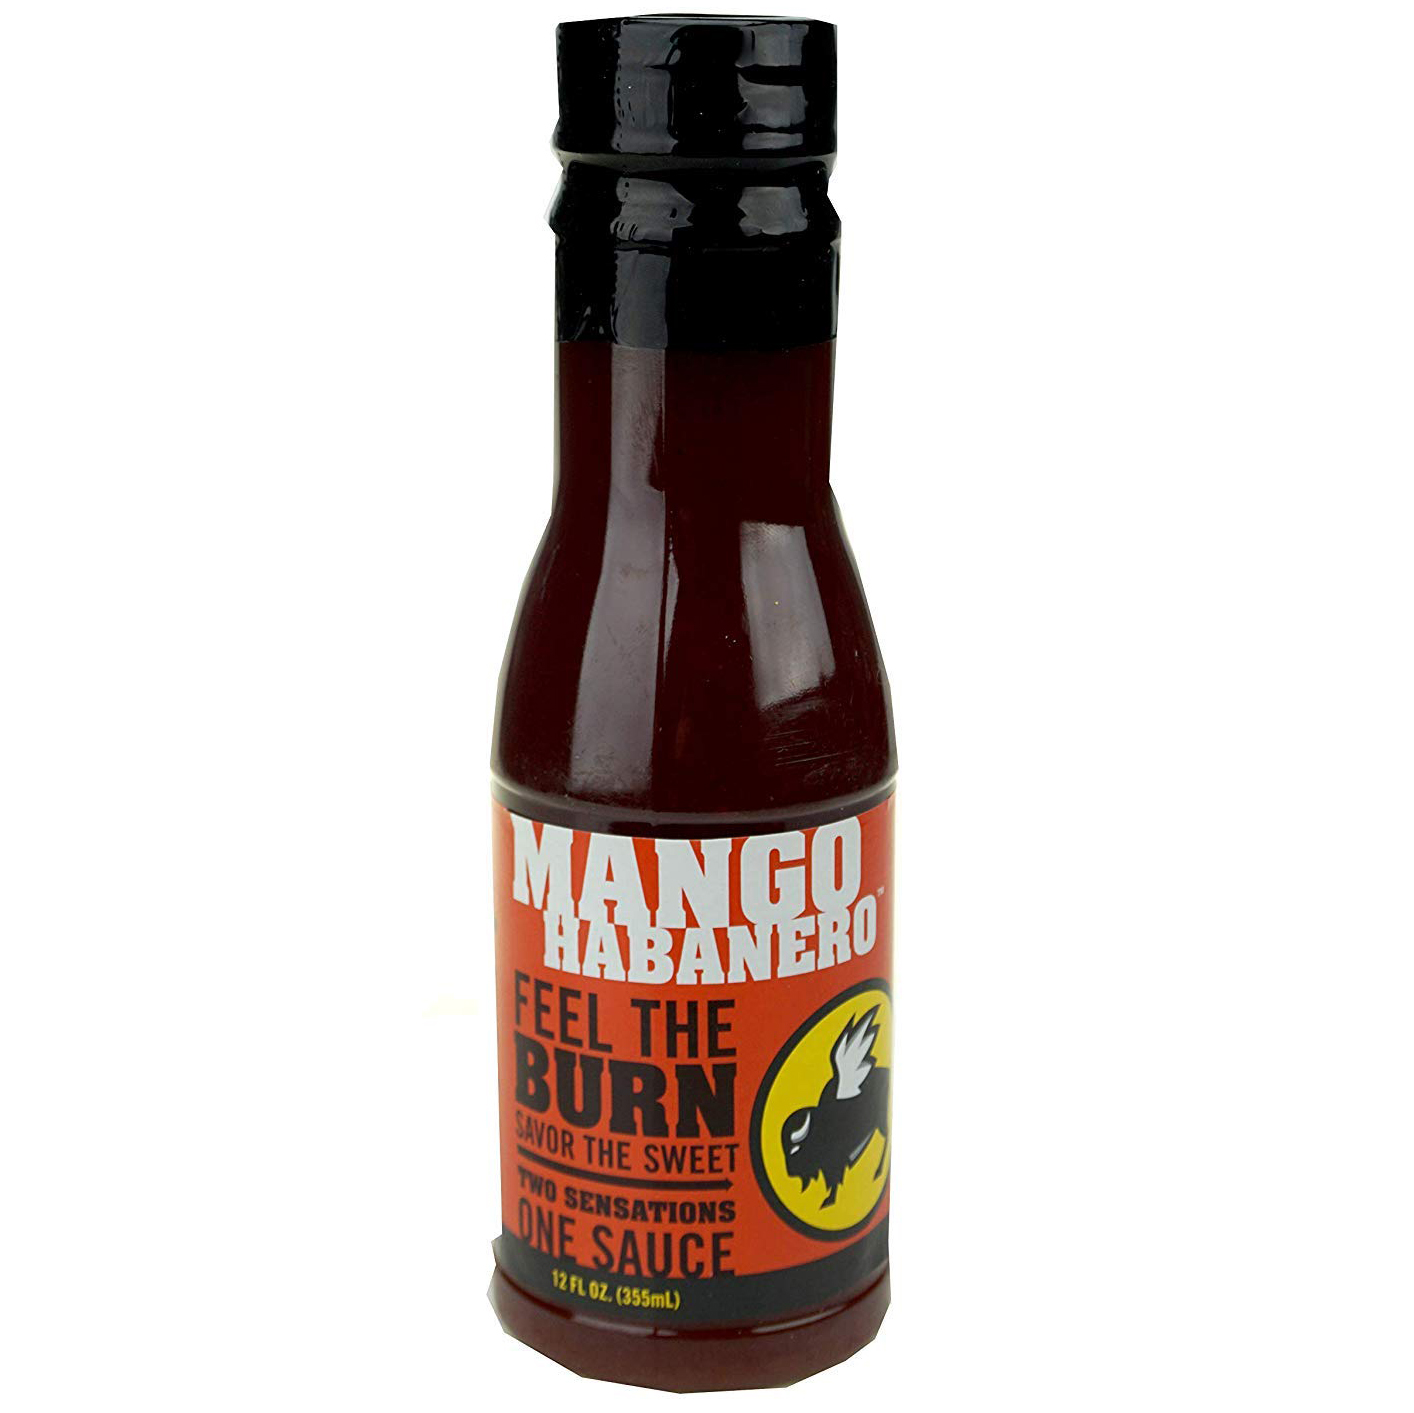 MANGO
HABANERO™
FEEL THE
BURN
SAVOR THE SWEET
TWO SENSATIONS
ONE SAUCE
12 FL OZ. (355mL)